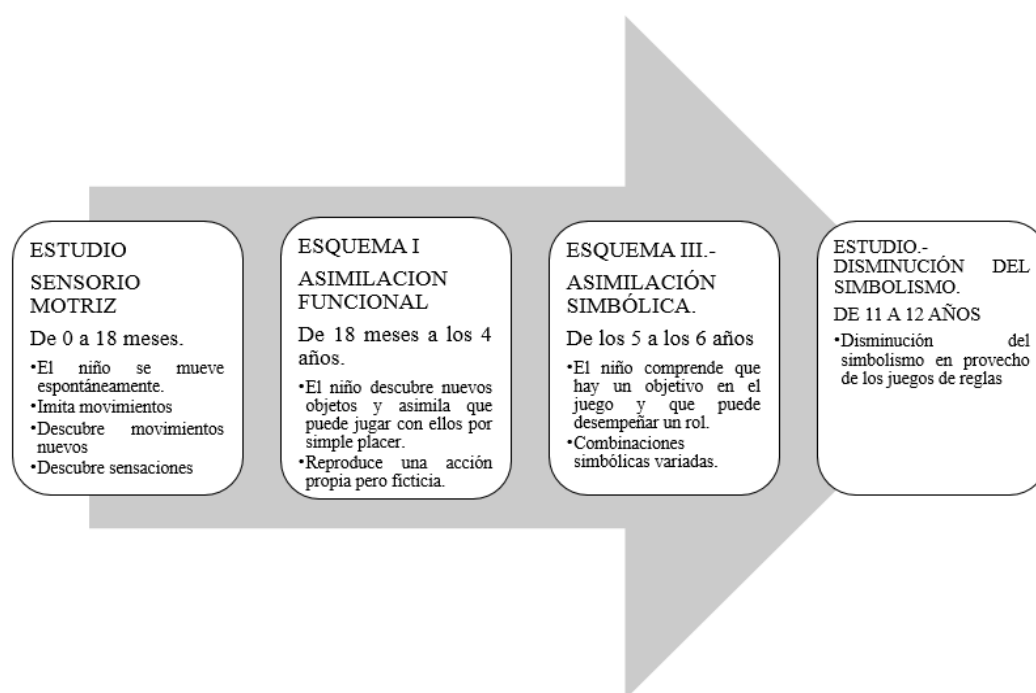 ESTUDIO
SENSORIO
MOTRIZ
De 0 a 18 meses.
•El niño se mueve
espontáneamente.
•Imita movimientos
•Descubre movimientos
nuevos
•Descubre sensaciones
ESQUEMA I
ASIMILACION
FUNCIONAL
De 18 meses a los 4
años.
•El niño descubre nuevos
objetos y asimila que
puede jugar con ellos por
simple placer.
•Reproduce una acción
propia pero ficticia.
ESQUEMA III.-
ASIMILACIÓN
SIMBÓLICA.
De los 5 a los 6 años
•El niño comprende que
hay un objetivo en el
juego y que puede
desempeñar un rol.
•Combinaciones
simbólicas variadas.
ESTUDIO.-
DISMINUCIÓN DEL
SIMBOLISMO.
DE 11 A 12 AÑOS
•Disminución del
simbolismo en provecho
de los juegos de reglas